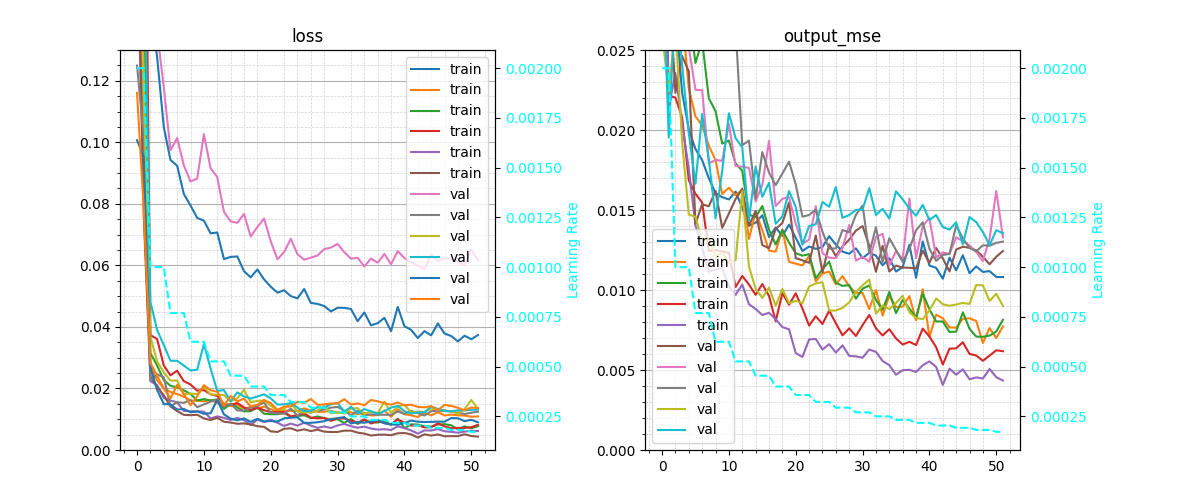 loss
0.12
0.10
0.08
0.06
0.04
0.02
0.00
0
10
20
30
40
50
train
train
train
train
train
train
val
val
val
val
val
val
0.00200
0.00175
0.00150
0.00125
0.00100
0.00075
0.00050
0.00025
Learning Rate
output_mse
0.025
0.020
0.015
0.010
0.005
0.000
0
10
20
30
40
50
train
train
train
train
train
val
val
val
val
val
0.00200
0.00175
0.00150
0.00125
0.00100
0.00075
0.00050
0.00025
Learning Rate